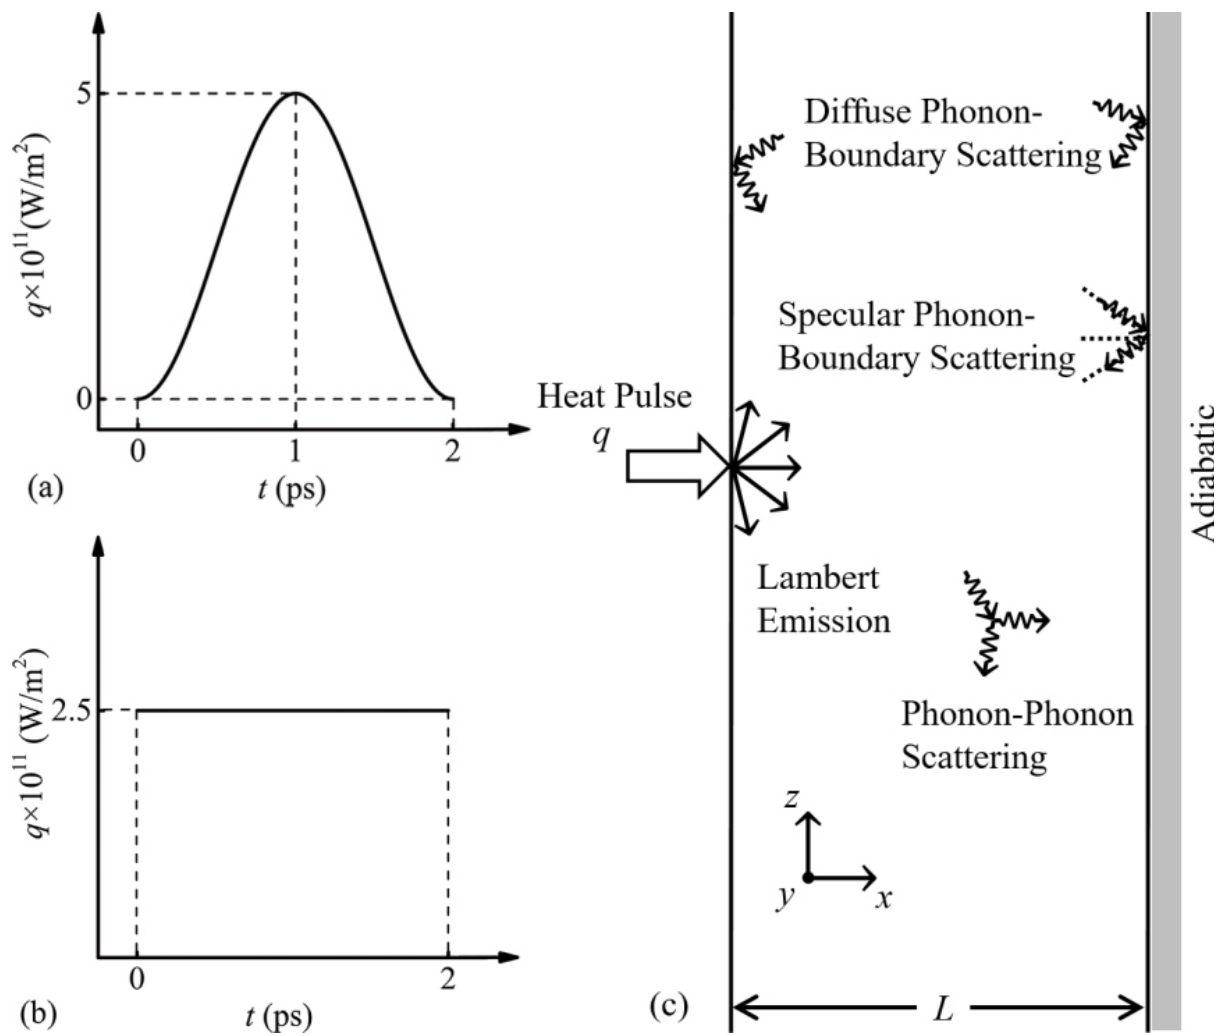 5
0
q×10¹¹(W/m²)
0
1
2
t (ps)
(a)
2.5
q×10¹¹ (W/m²)
0
2
t (ps)
(b)
Diffuse Phonon-
Boundary Scattering
Specular Phonon-
Boundary Scattering
Heat Pulse
q
Lambert
Emission
Phonon-Phonon
Scattering
z
y
x
(c)
L
Adiabatic